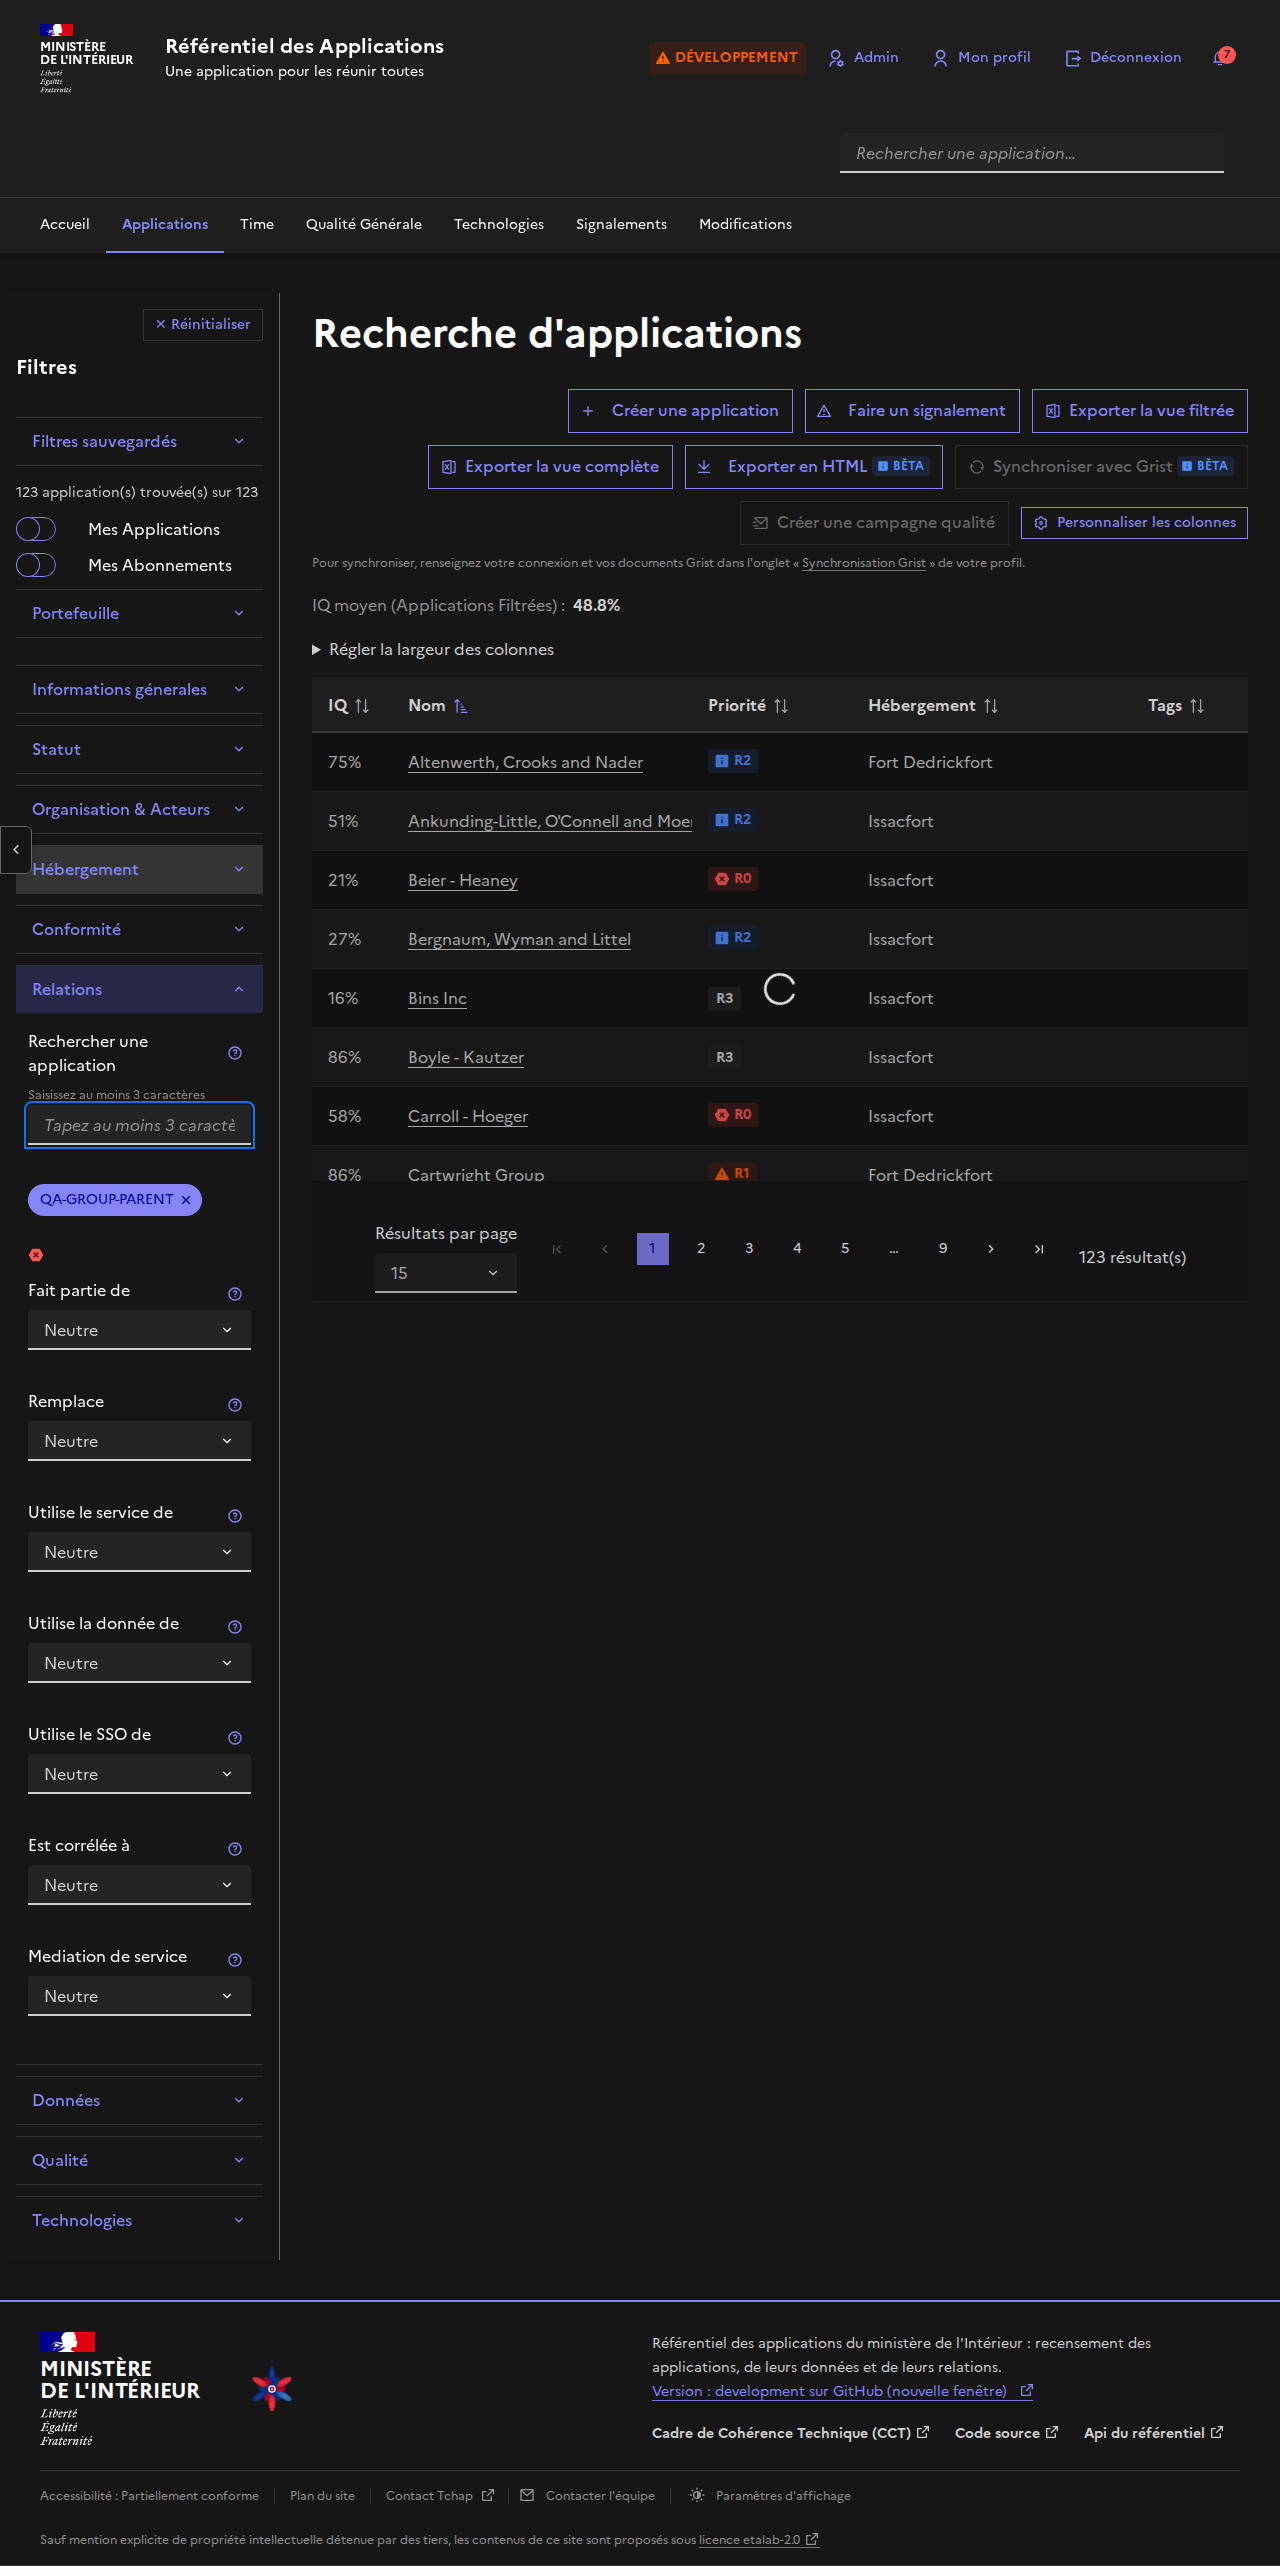 MINISTÈRE
DE L'INTÉRIEUR
Liberté
Égalité
Fraternité
Référentiel des Applications
Une application pour les réunir toutes
DÉVELOPPEMENT
Admin
Mon profil
Déconnexion
7
Rechercher une application...
Accueil
Applications
Time
Qualité Générale
Technologies
Signalements
Modifications
Réinitialiser
Filtres
Filtres sauvegardés
123 application(s) trouvée(s) sur 123
Mes Applications
Mes Abonnements
Portefeuille
Informations génerales
Statut
Organisation & Acteurs
Hébergement
Conformité
Relations
Rechercher une
application
Saisissez au moins 3 caractères
Tapez au moins 3 caractè
QA-GROUP-PARENT
Fait partie de
Neutre
Remplace
Neutre
Utilise le service de
Neutre
Utilise la donnée de
Neutre
Utilise le SSO de
Neutre
Est corrélée à
Neutre
Mediation de service
Neutre
Données
Qualité
Technologies
Recherche d'applications
Créer une application
Faire un signalement
Exporter la vue filtrée
Exporter la vue complète
Exporter en HTML BÊTA
Synchroniser avec Grist BÊTA
Créer une campagne qualité
Personnaliser les colonnes
Pour synchroniser, renseignez votre connexion et vos documents Grist dans l'onglet « Synchronisation Grist » de votre profil.
IQ moyen (Applications Filtrées) : 48.8%
Régler la largeur des colonnes
IQ Nom Priorité Hébergement Tags
75% Altenwerth, Crooks and Nader R2 Fort Dedrickfort
51% Ankunding-Little, O'Connell and Moer R2 Issacfort
21% Beier - Heaney R0 Issacfort
27% Bergnaum, Wyman and Littel R2 Issacfort
16% Bins Inc R3 Issacfort
86% Boyle - Kautzer R3 Issacfort
58% Carroll - Hoeger R0 Issacfort
86% Cartwright Group R1 Fort Dedrickfort
Résultats par page
15
1 2 3 4 5 … 9
123 résultat(s)
MINISTÈRE
DE L'INTÉRIEUR
Liberté
Égalité
Fraternité
Référentiel des applications du ministère de l'Intérieur : recensement des
applications, de leurs données et de leurs relations.
Version : development sur GitHub (nouvelle fenêtre)
Cadre de Cohérence Technique (CCT)
Code source
Api du référentiel
Accessibilité : Partiellement conforme
Plan du site
Contact Tchap
Contacter l'équipe
Paramètres d'affichage
Sauf mention explicite de propriété intellectuelle détenue par des tiers, les contenus de ce site sont proposés sous licence etalab-2.0